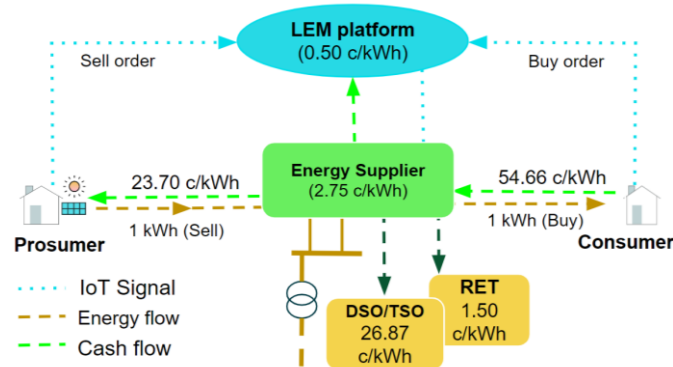 LEM platform
(0.50 c/kWh)
Sell order
Buy order
Energy Supplier
(2.75 c/kWh)
23.70 c/kWh
54.66 c/kWh
1 kWh (Sell)
1 kWh (Buy)
Prosumer
Consumer
IoT Signal
Energy flow
Cash flow
DSO/TSO
26.87
c/kWh
RET
1.50
c/kWh